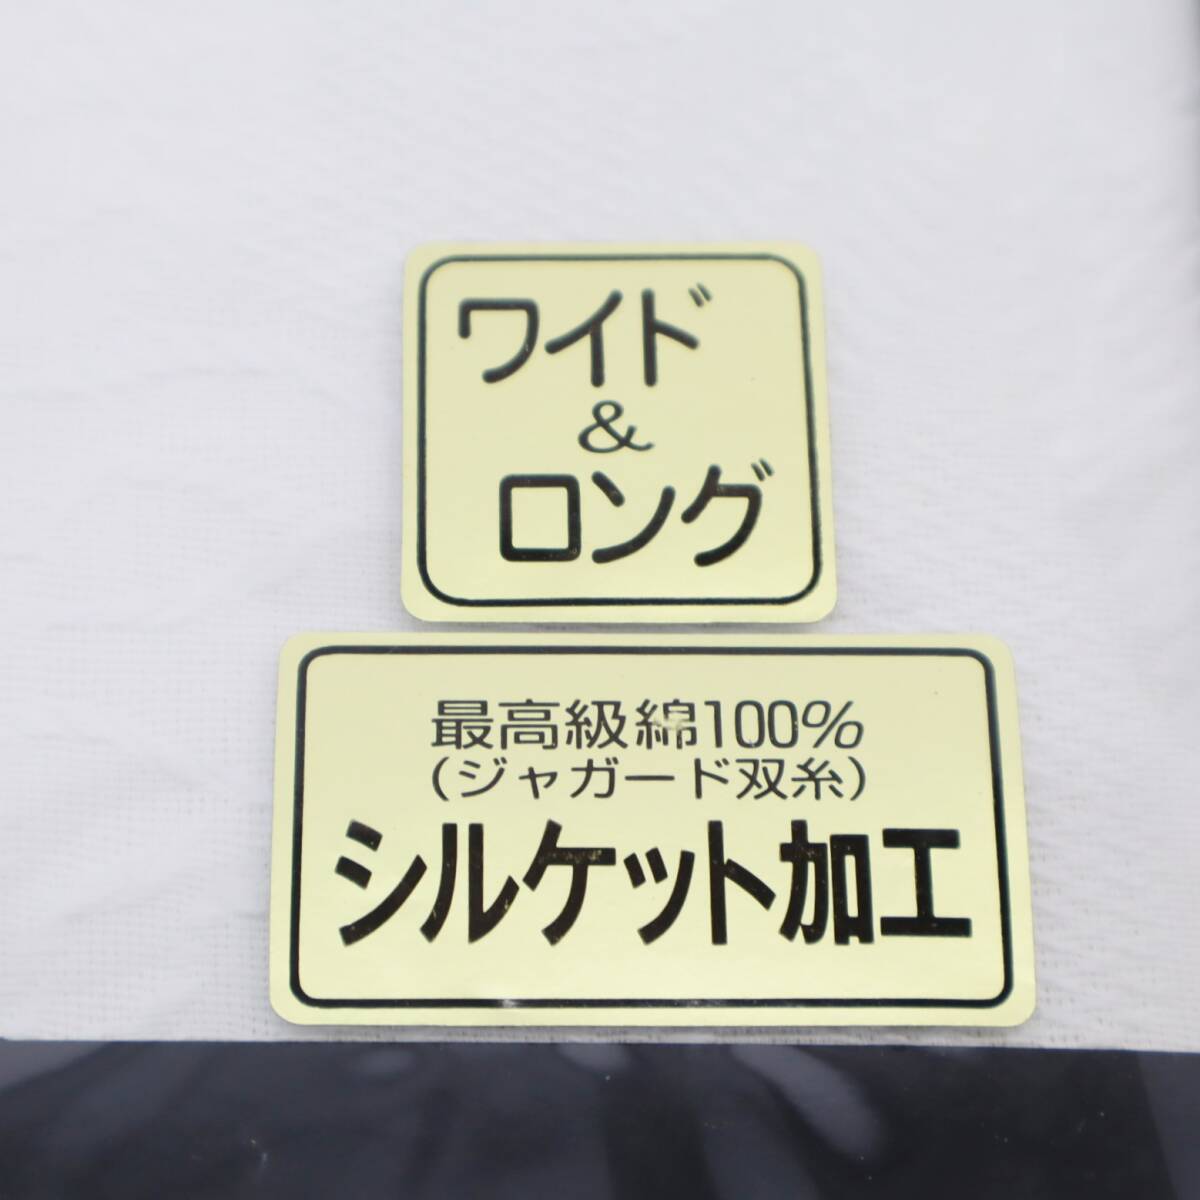 ワイド
&
ロング
最高級綿100%
(ジャガード双糸)
シルケット加工